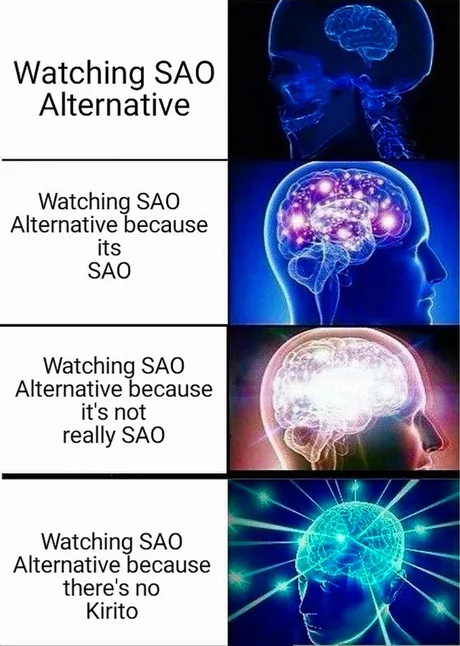 Watching SAO
Alternative
Watching SAO
Alternative because
its
SAO
Watching SAO
Alternative because
it's not
really SAO
Watching SAO
Alternative because
there's no
Kirito